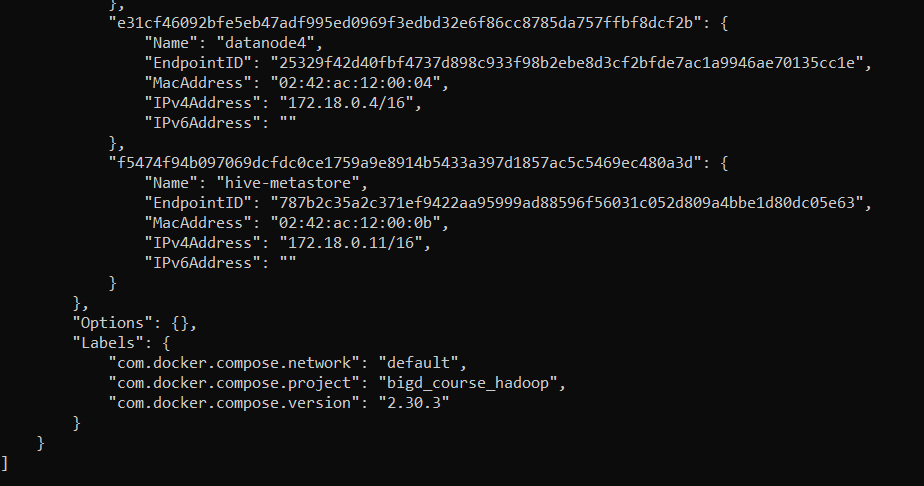 },
"e31cf46092bfe5eb47adf995ed0969f3edbd32e6f86cc8785da757ffbf8dcf2b": {
"Name": "datanode4",
"EndpointID": "25329f42d40fbf4737d898c933f98b2ebe8d3cf2bfde7ac1a9946ae70135cc1e",
"MacAddress": "02:42:ac:12:00:04",
"IPv4Address": "172.18.0.4/16",
"IPv6Address": ""
},
"f5474f94b097069dcfdc0ce1759a9e8914b5433a397d1857ac5c5469ec480a3d": {
"Name": "hive-metastore",
"EndpointID": "787b2c35a2c371ef9422aa95999ad88596f56031c052d809a4bbe1d80dc05e63",
"MacAddress": "02:42:ac:12:00:0b",
"IPv4Address": "172.18.0.11/16",
"IPv6Address": ""
}
},
"Options": {},
"Labels": {
"com.docker.compose.network": "default",
"com.docker.compose.project": "bigd_course_hadoop",
"com.docker.compose.version": "2.30.3"
}
}
]